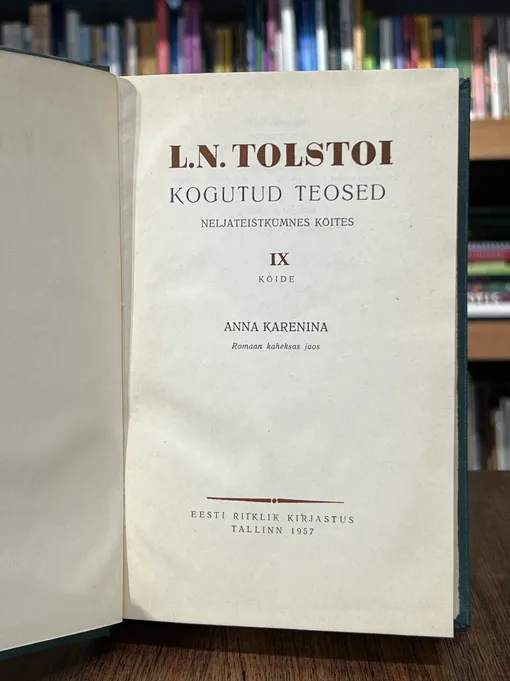 L.N. TOLSTOI
KOGUTUD TEOSED
NELJATEISTKÜMNES KÖITES
IX
KÖIDE
ANNA KARENINA
Romaan kaheksas jaos
EESTI RIIKLIK KIRJASTUS
TALLINN 1957